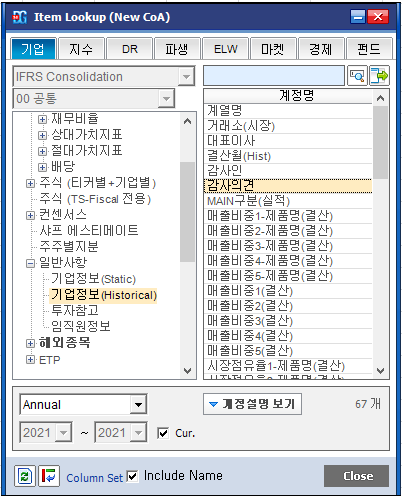 Item Lookup (New CoA)
기업 지수 DR 파생 ELW 마켓 경제 펀드
IFRS Consolidation
00 공통
재무비율
상대가치지표
절대가치지표
배당
주식 (티커별+기업별)
주식 (TS-Fiscal 전용)
컨센서스
샤프 에스티메이트
주주별지분
일반사항
기업정보(Static)
기업정보(Historical)
투자참고
임직원정보
해외종목
ETP
계정명
계열명
거래소(시장)
대표이사
결산월(Hist)
감사인
감사의견
MAIN구분(실적)
매출비중1-제품명(결산)
매출비중2-제품명(결산)
매출비중3-제품명(결산)
매출비중4-제품명(결산)
매출비중5-제품명(결산)
매출비중1(결산)
매출비중2(결산)
매출비중3(결산)
매출비중4(결산)
매출비중5(결산)
시장점유율1-제품명(결산)
시장점유율2-제품명(결산)
Annual
계정설명 보기
67 개
2021 ~ 2021 Cur.
Column Set Include Name
Close